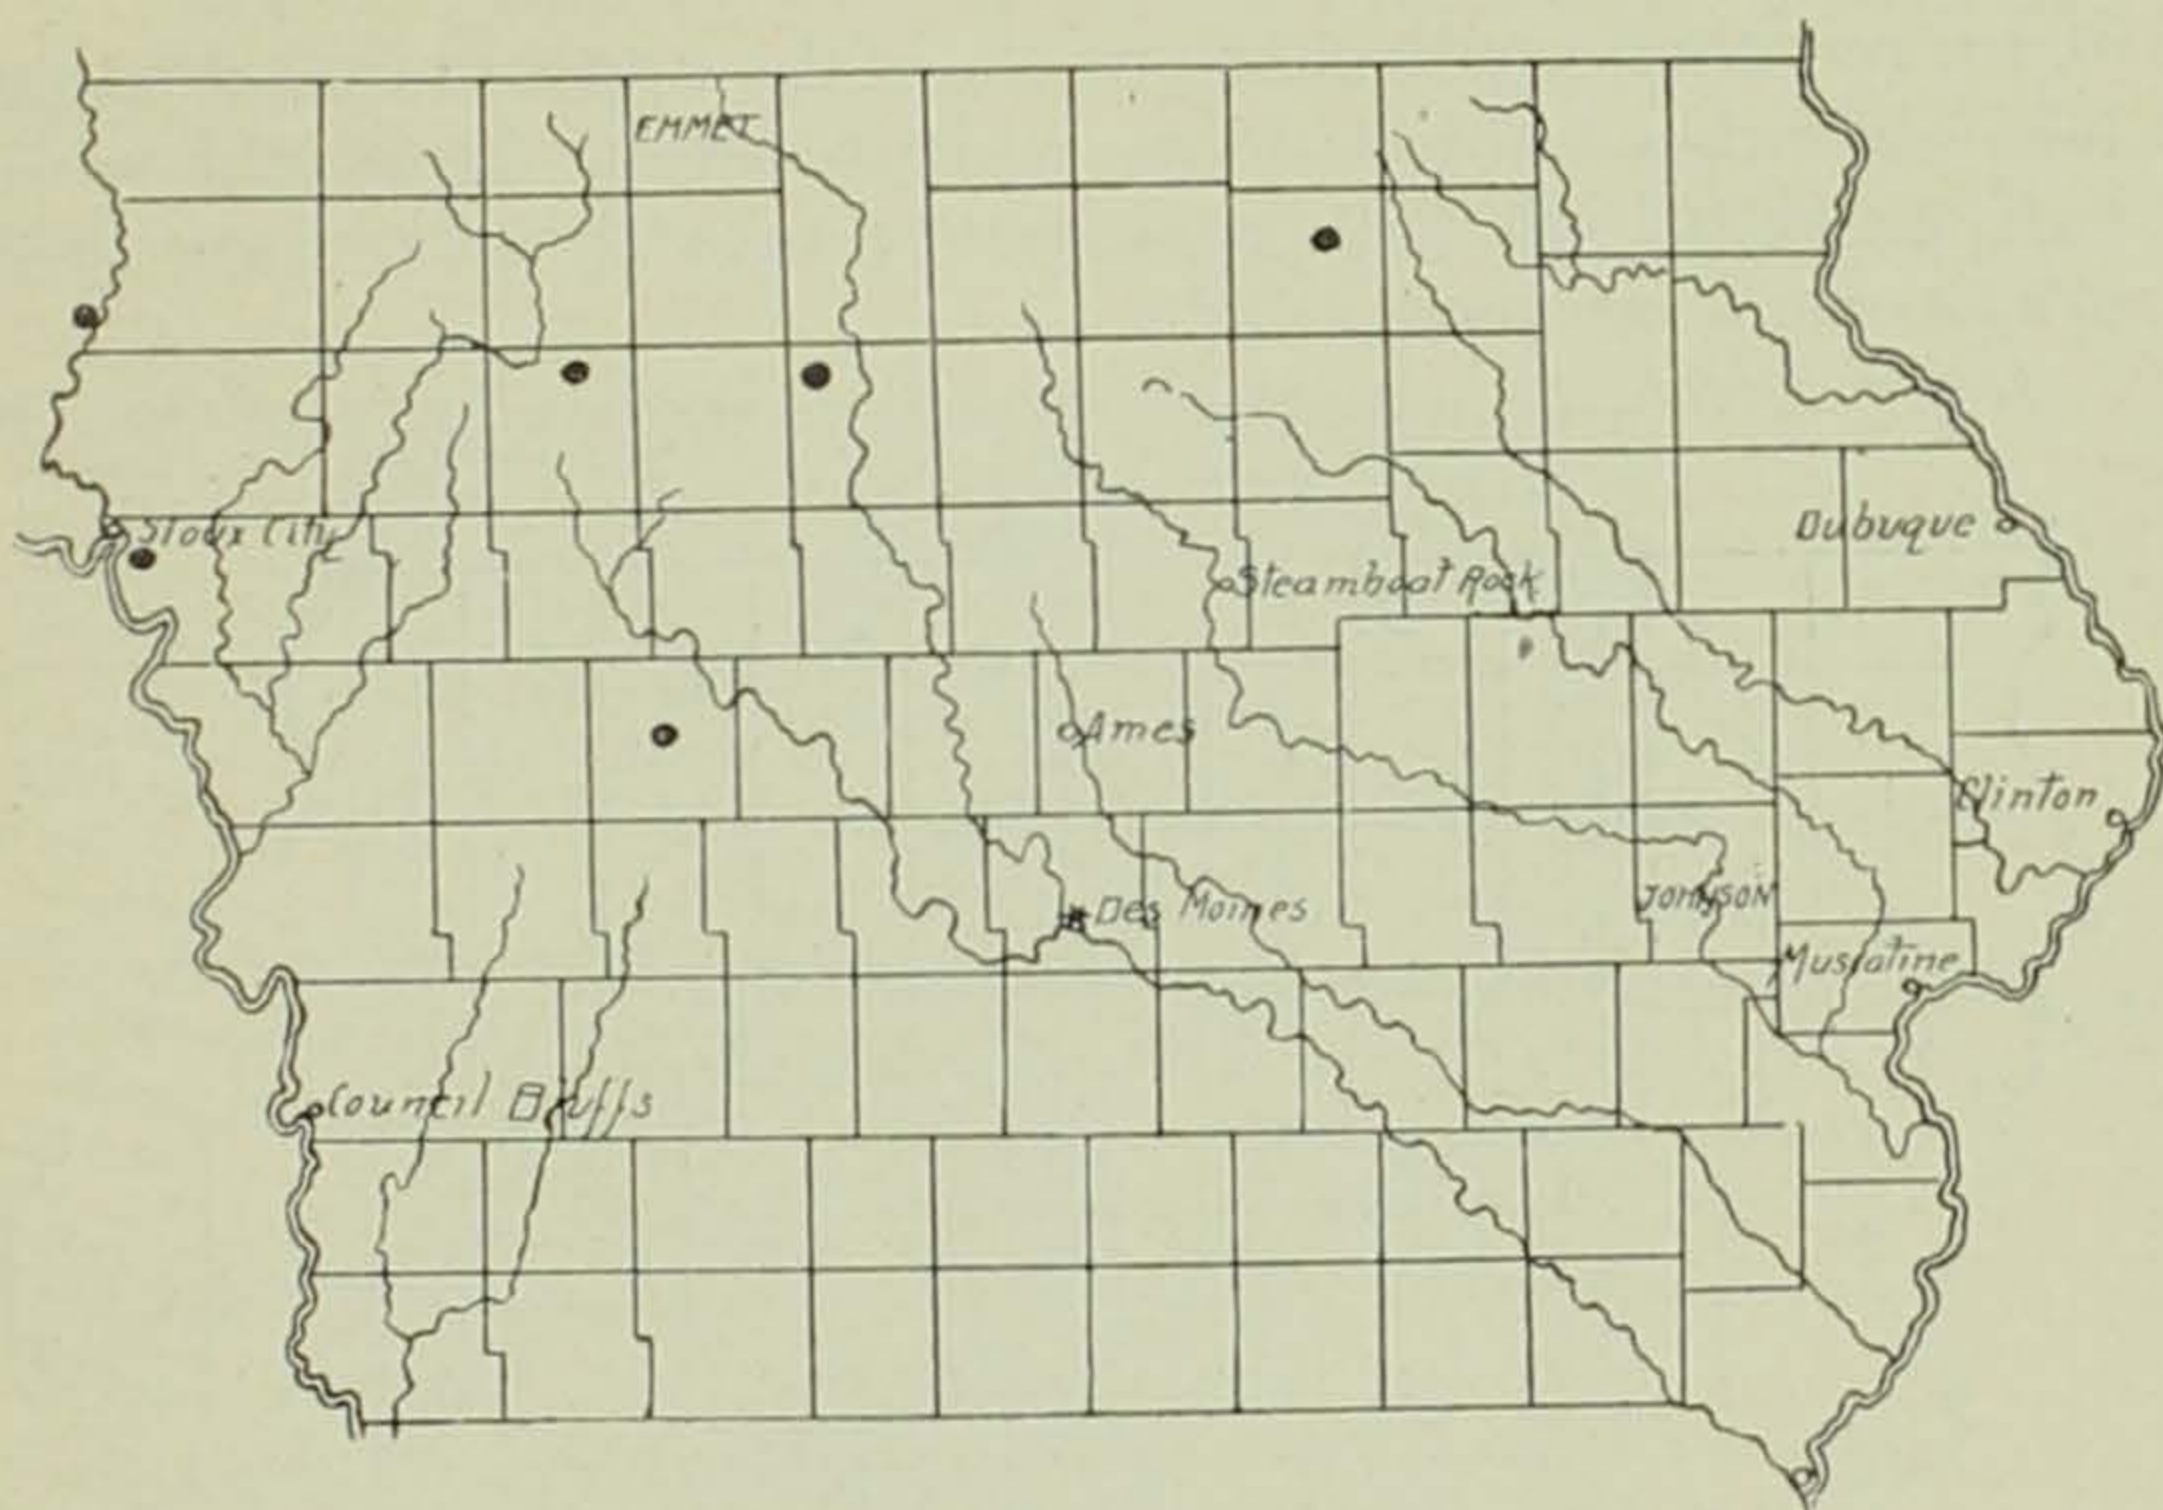 EMMET
Sioux City
Dubuque
Steamboat Rock
Ames
Clinton
JOHNSON
Des Moines
Muscatine
Council Bluffs